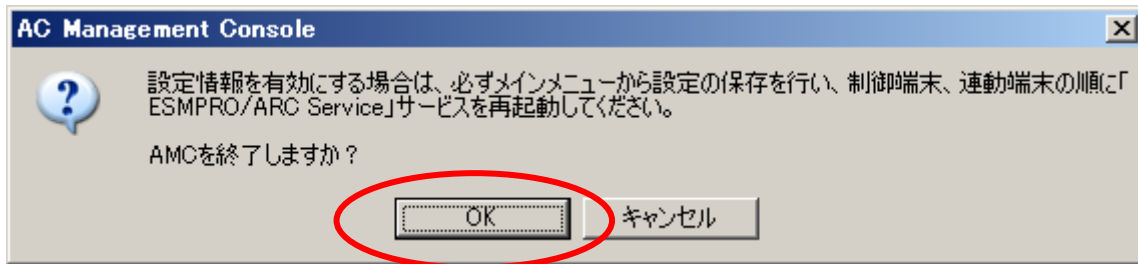 AC Management Console
設定情報を有効にする場合は、必ずメインメニューから設定の保存を行い、制御端末、連動端末の順に「
ESMPRO/ARC Service」サービスを再起動してください。
AMCを終了しますか？
OK
キャンセル